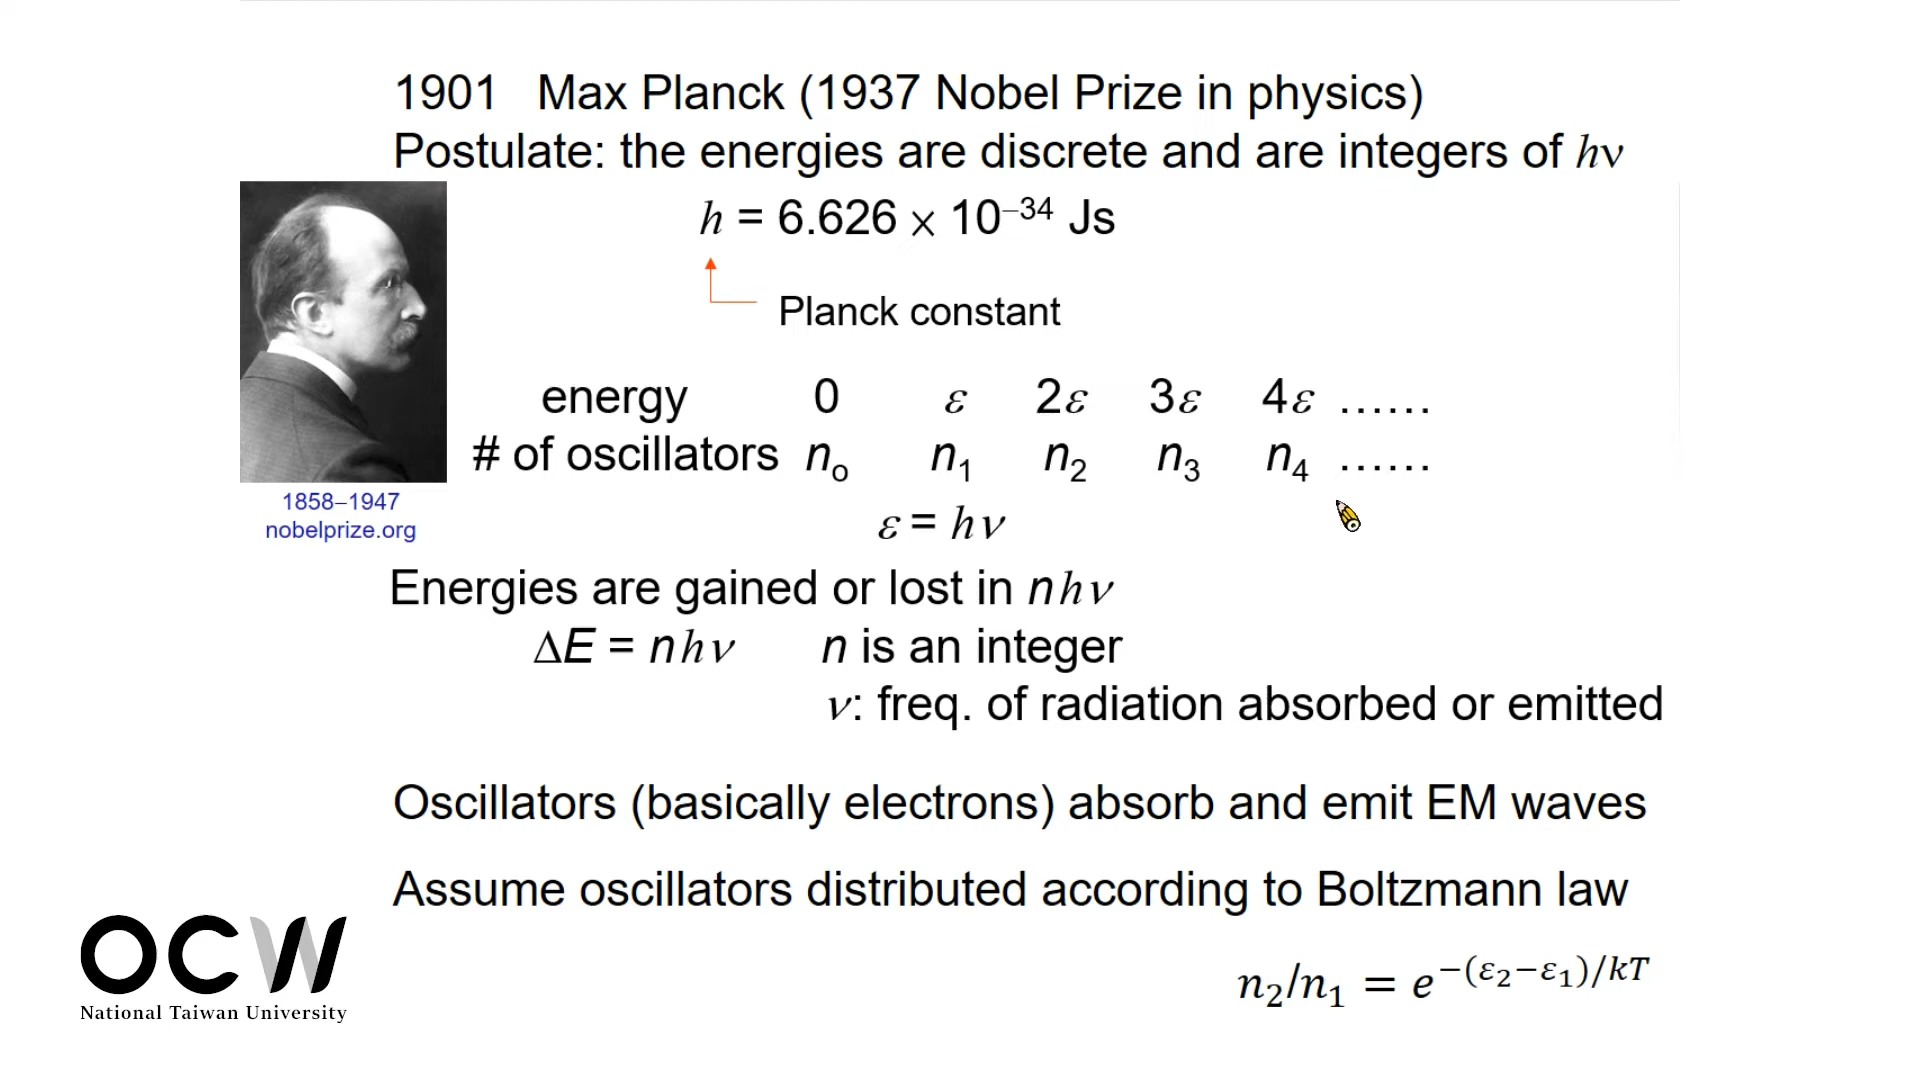 1901 Max Planck (1937 Nobel Prize in physics)
Postulate: the energies are discrete and are integers of hν
h = 6.626 × 10⁻³⁴ Js
Planck constant
energy 0 ε 2ε 3ε 4ε ......
# of oscillators nₒ n₁ n₂ n₃ n₄ ......
1858–1947
nobelprize.org
ε = hν
Energies are gained or lost in nhν
ΔE = nhν n is an integer
ν: freq. of radiation absorbed or emitted
Oscillators (basically electrons) absorb and emit EM waves
Assume oscillators distributed according to Boltzmann law
n₂/n₁ = e^−(ε₂−ε₁)/kT
OCW
National Taiwan University